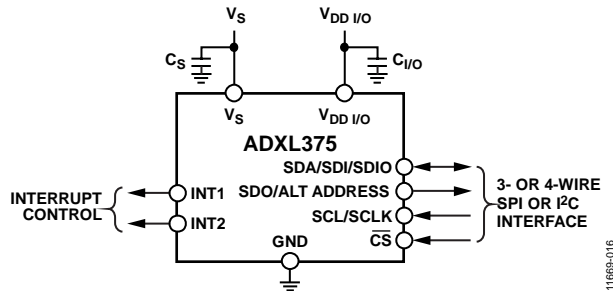 VS
VDD I/O
CS
CI/O
VS
VDD I/O
ADXL375
SDA/SDI/SDIO
SDO/ALT ADDRESS
SCL/SCLK
CS
INT1
INT2
GND
INTERRUPT
CONTROL
3- OR 4-WIRE
SPI OR I2C
INTERFACE
11669-016